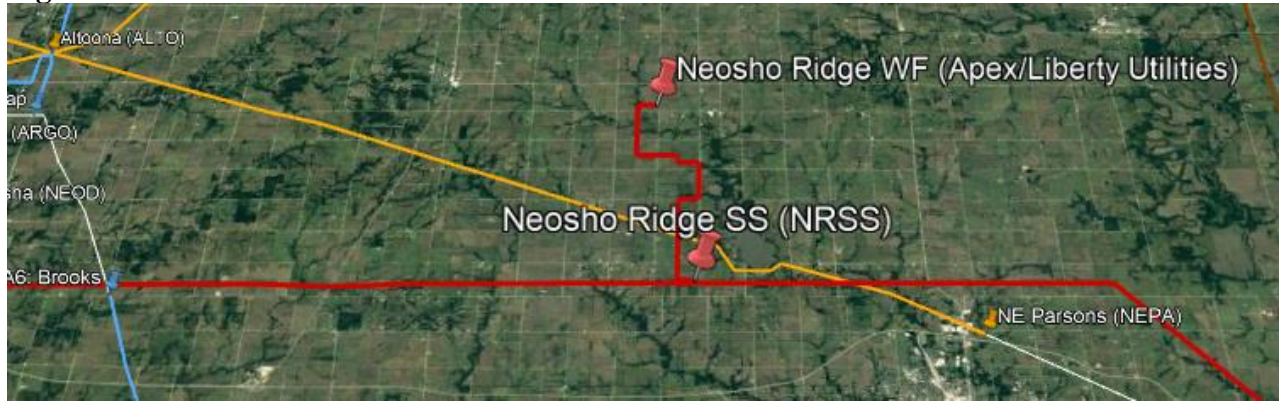 Altoona (ALTO)
Neosho Ridge WF (Apex/Liberty Utilities)
ap
(ARGO)
sha (NEOD)
Neosho Ridge SS (NRSS)
A6: Brooks
NE Parsons (NEPA)